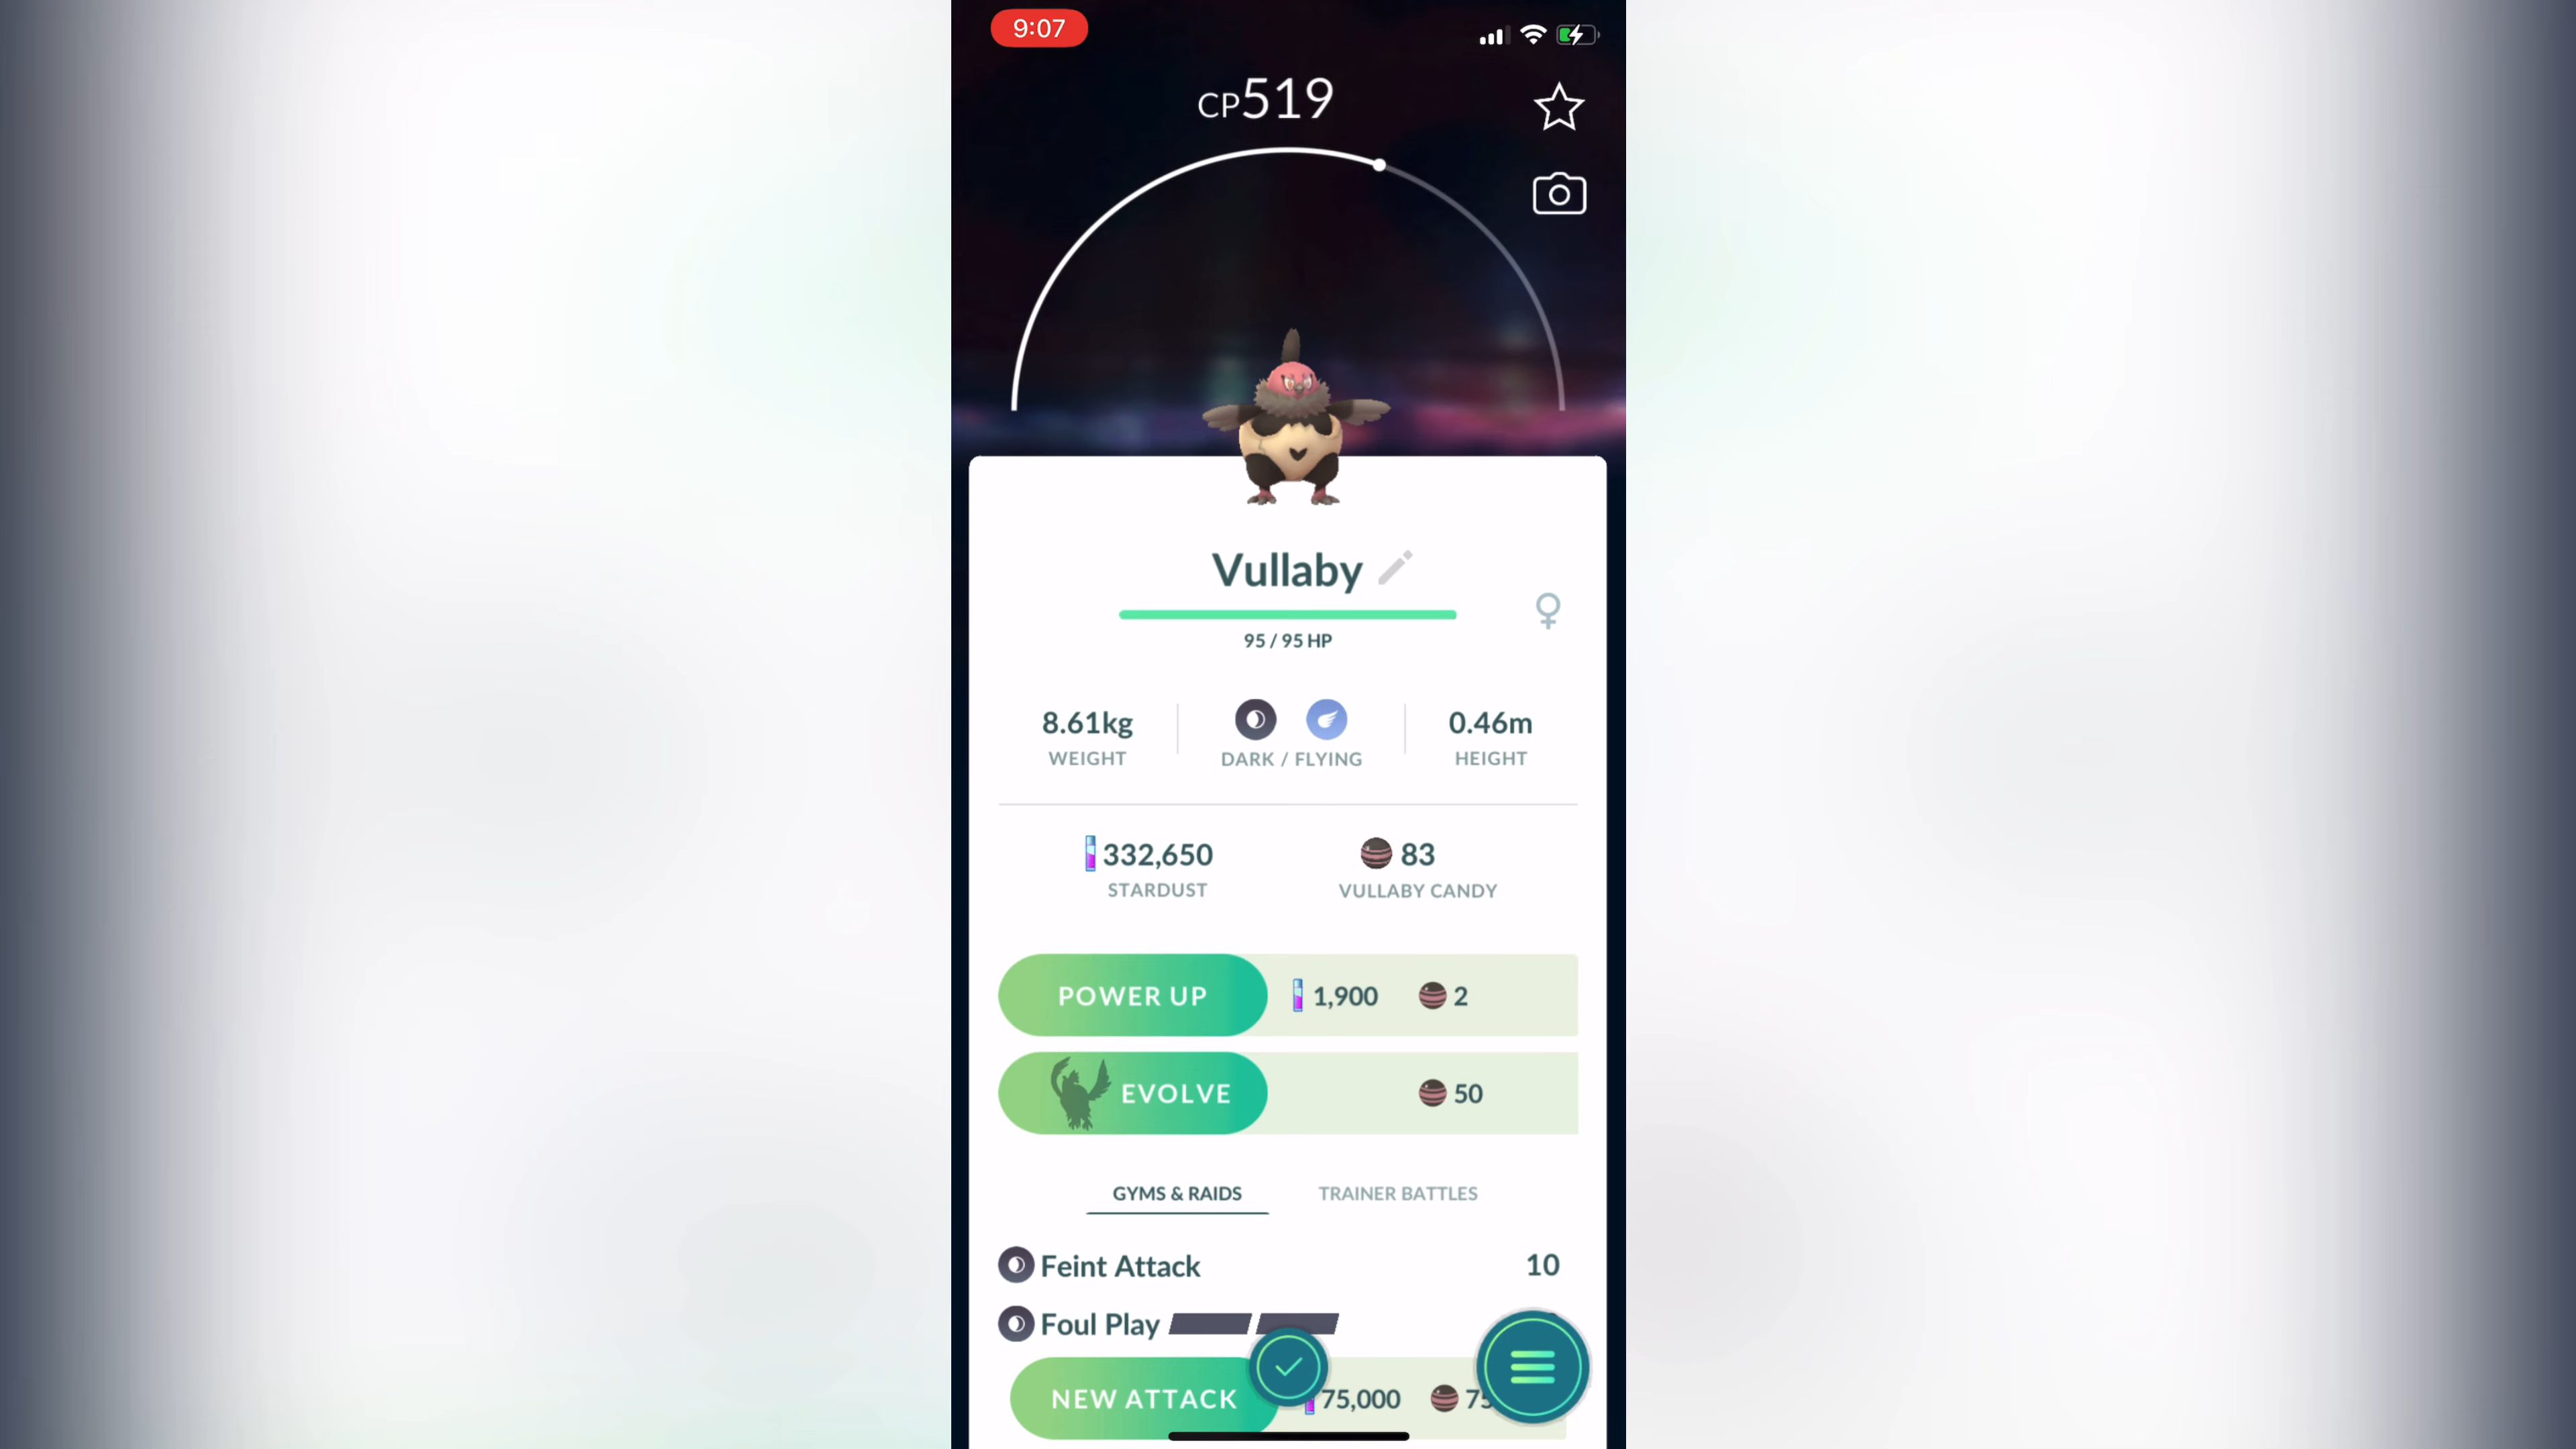 9:07
CP519
Vullaby
95 / 95 HP
8.61kg
WEIGHT
DARK / FLYING
0.46m
HEIGHT
332,650
STARDUST
83
VULLABY CANDY
POWER UP 1,900 2
EVOLVE 50
GYMS & RAIDS TRAINER BATTLES
Feint Attack 10
Foul Play
NEW ATTACK 75,000